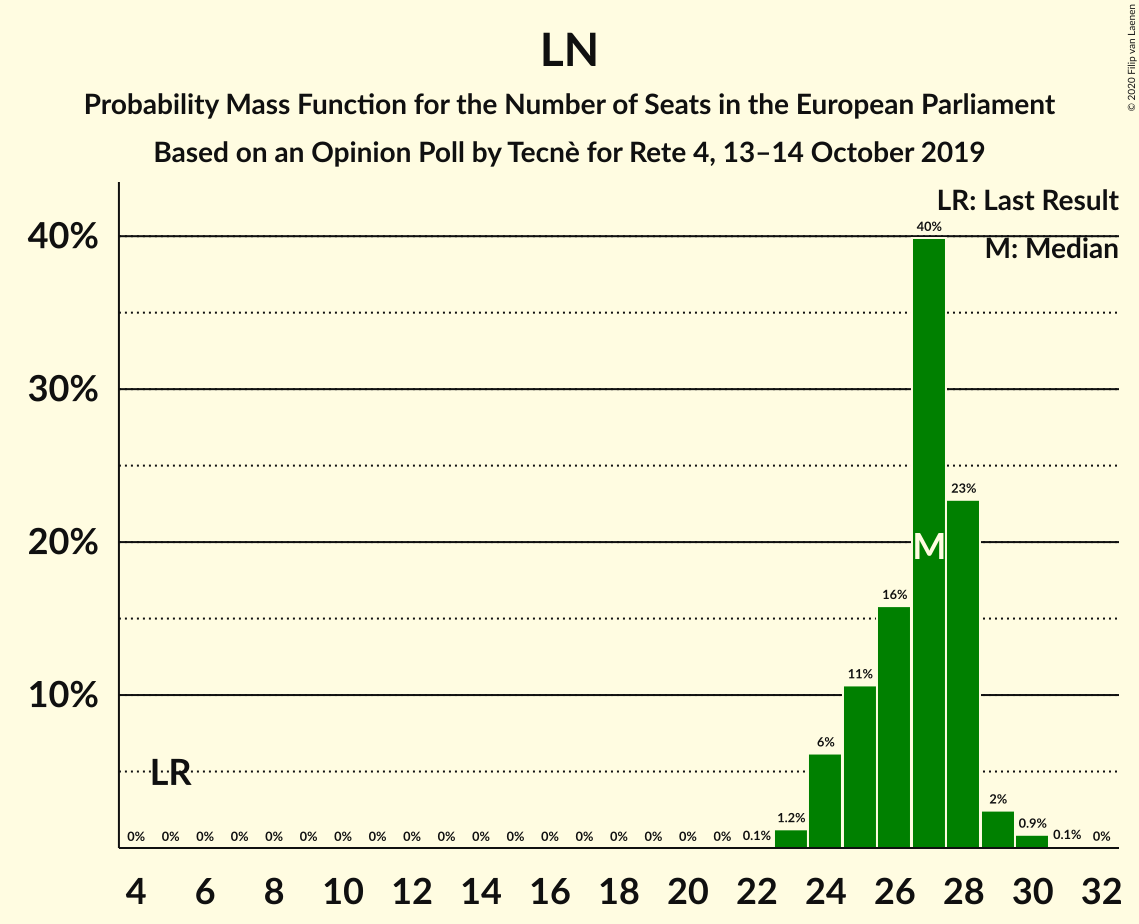 LN
Probability Mass Function for the Number of Seats in the European Parliament
Based on an Opinion Poll by Tecnè for Rete 4, 13–14 October 2019
© 2020 Filip van Laenen
LR: Last Result
M: Median
40%
30%
20%
10%
40%
23%
M
16%
11%
6%
LR
2%
0% 0% 0% 0% 0% 0% 0% 0% 0% 0% 0% 0% 0% 0% 0% 0% 0% 0% 0.1% 1.2% 0.9% 0.1% 0%
4 6 8 10 12 14 16 18 20 22 24 26 28 30 32